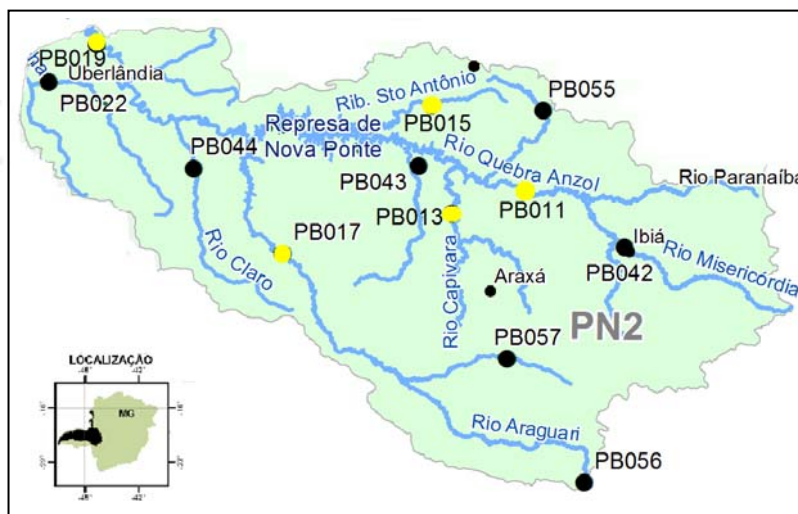 PB019
Uberlândia
PB022
Rib. Sto Antônio
PB055
PB015
Represa de
Nova Ponte
PB044
PB043
Rio Quebra Anzol
Rio Paranaíba
PB011
PB013
PB017
Ibiá
PB042
Rio Misericórdia
Rio Claro
Rio Capivara
Araxá
PN2
PB057
Rio Araguari
PB056
LOCALIZAÇÃO
MG